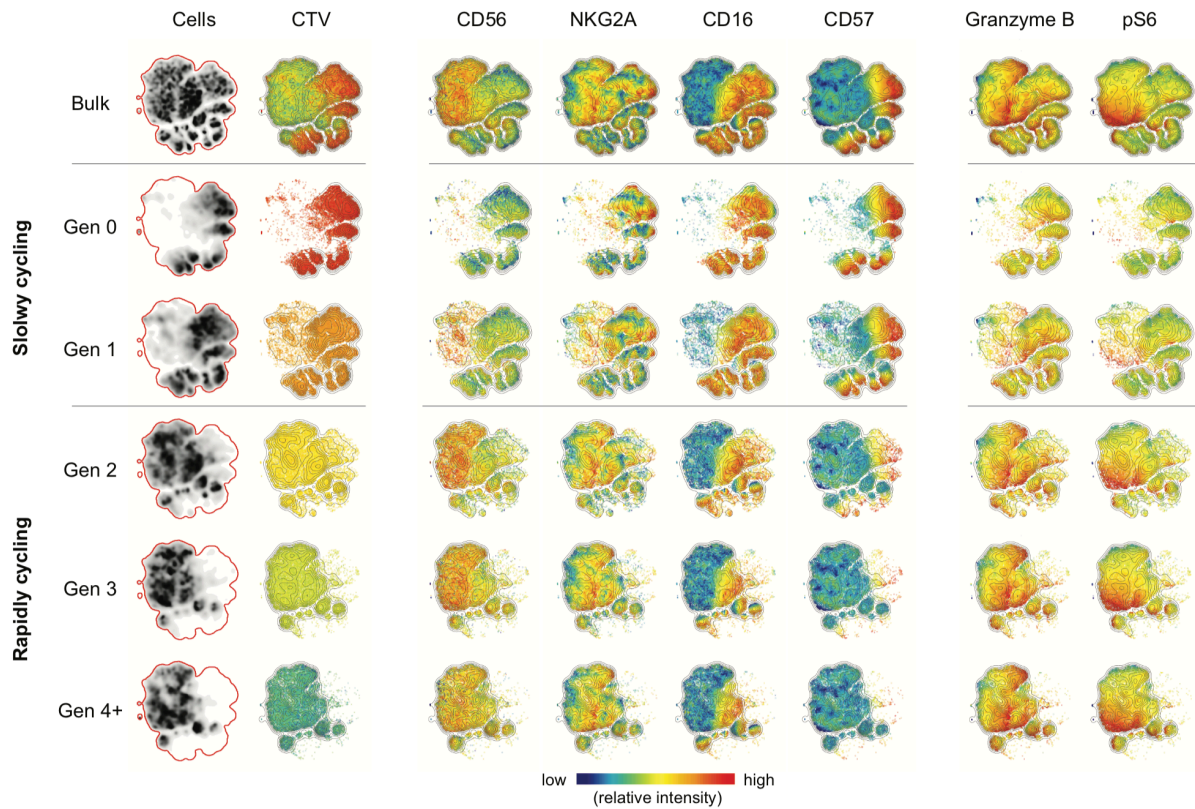 Cells CTV CD56 NKG2A CD16 CD57 Granzyme B pS6
Bulk
Slolwy cycling
Gen 0
Gen 1
Rapidly cycling
Gen 2
Gen 3
Gen 4+
low high
(relative intensity)